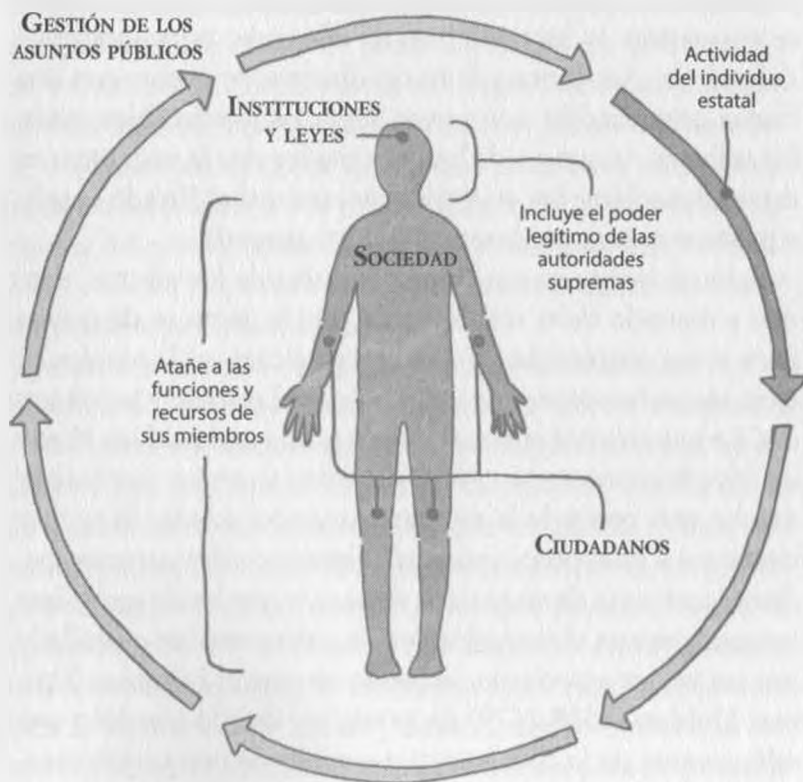 GESTIÓN DE LOS
ASUNTOS PÚBLICOS
Actividad
del individuo
estatal
INSTITUCIONES
Y LEYES
Incluye el poder
legítimo de las
autoridades
supremas
SOCIEDAD
Atañe a las
funciones y
recursos de
sus miembros
CIUDADANOS